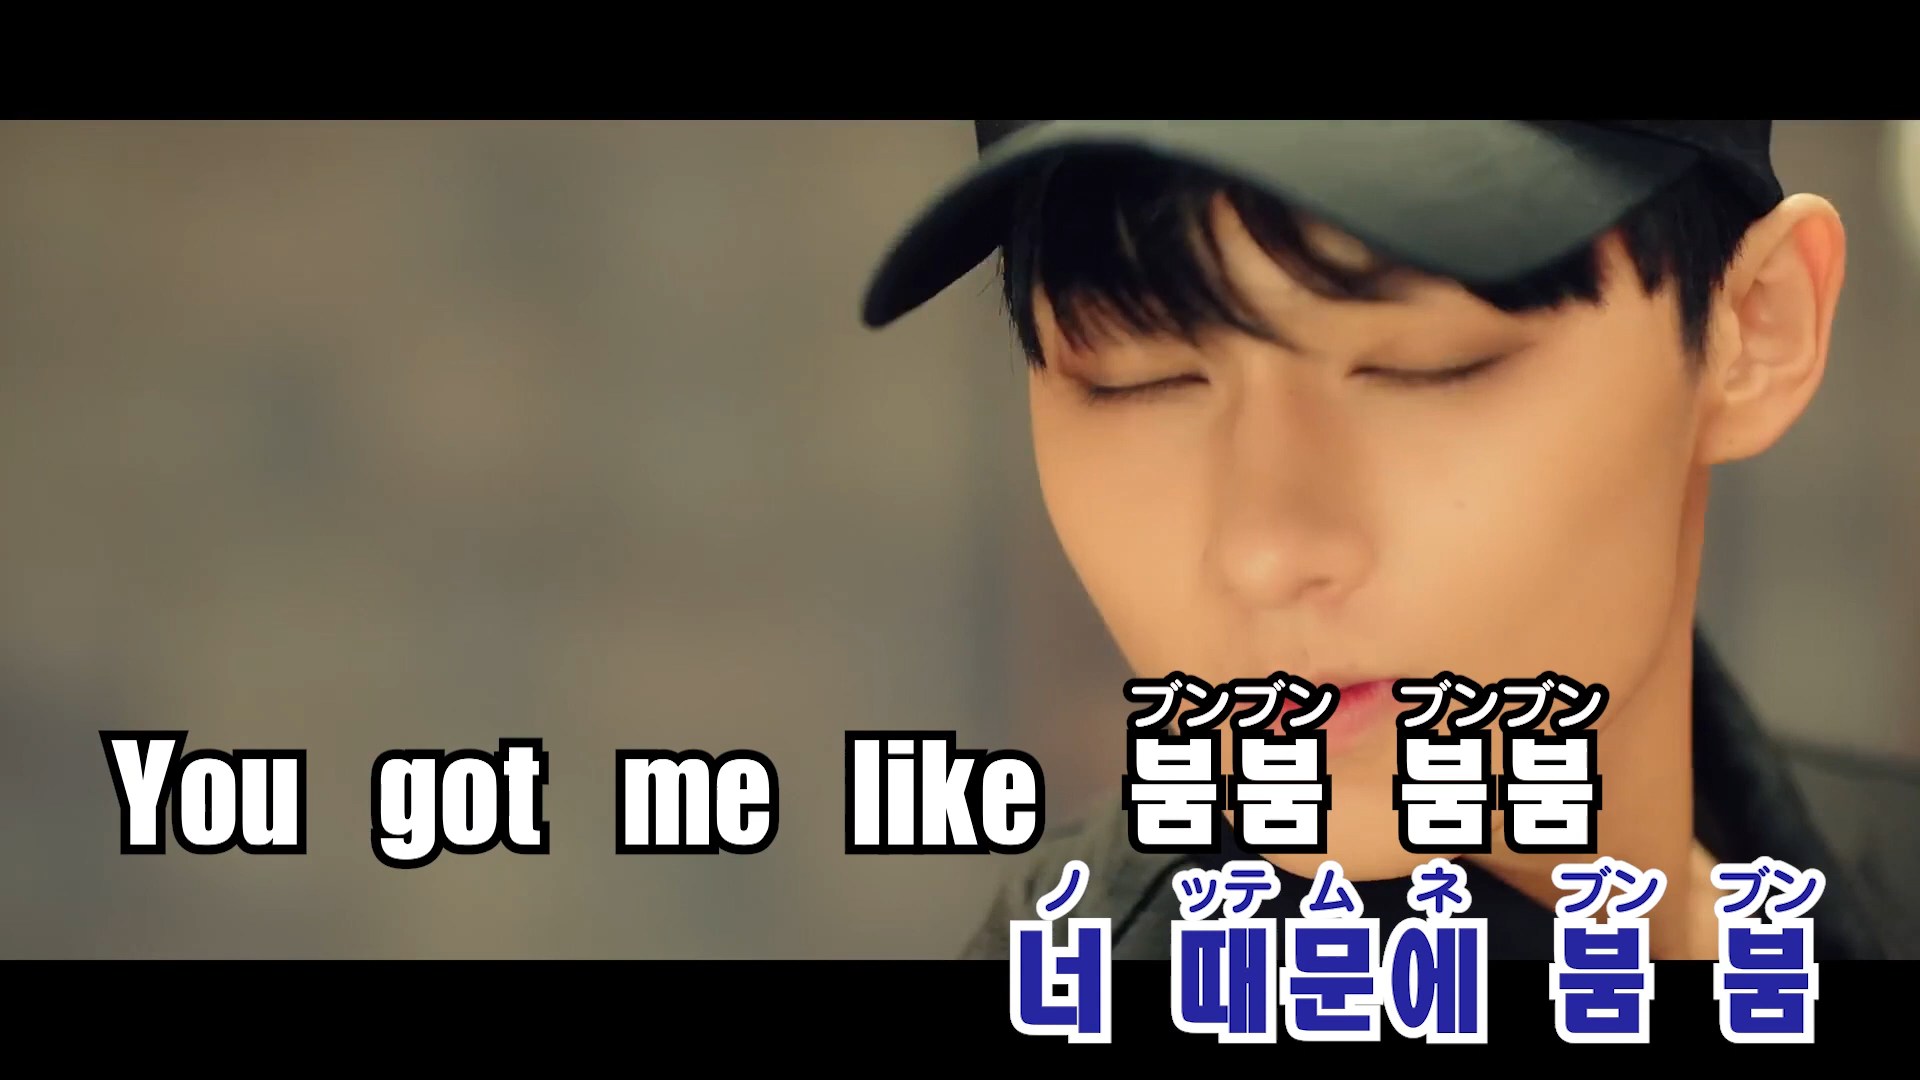 ブンブン ブンブン
You got me like 붐붐 붐붐
ノ ッテ ム ネ ブン ブン
너 때문에 붐 붐